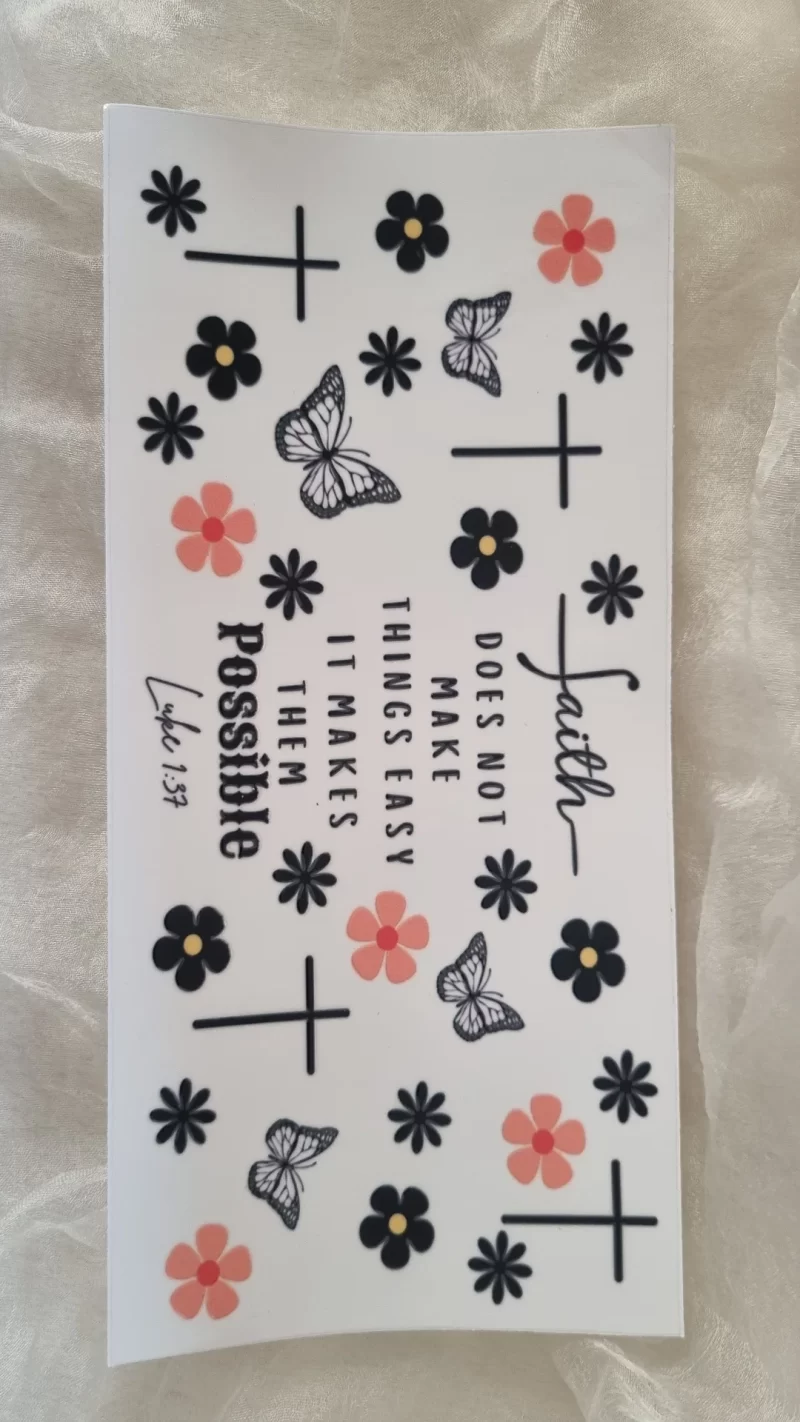 faith
DOES NOT
MAKE
THINGS EASY
IT MAKES
THEM
Possible
Luke 1:37